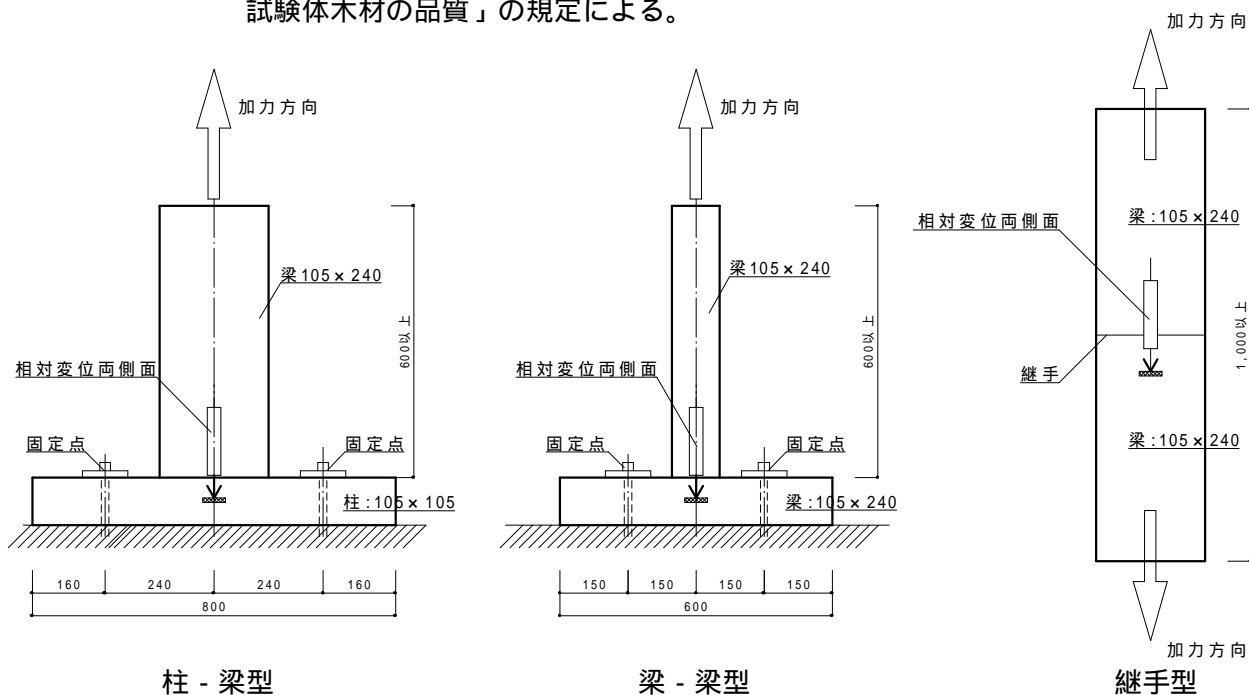 試験体木材の品質」の規定による。
加力方向
梁105×240
600以上
相対変位両側面
固定点
固定点
柱:105×105
160 240 240 160
800
柱 - 梁型
加力方向
梁105×240
600以上
相対変位両側面
固定点
固定点
梁:105×240
150 150 150 150
600
梁 - 梁型
加力方向
相対変位両側面
梁:105×240
1,000以上
継手
梁:105×240
加力方向
継手型